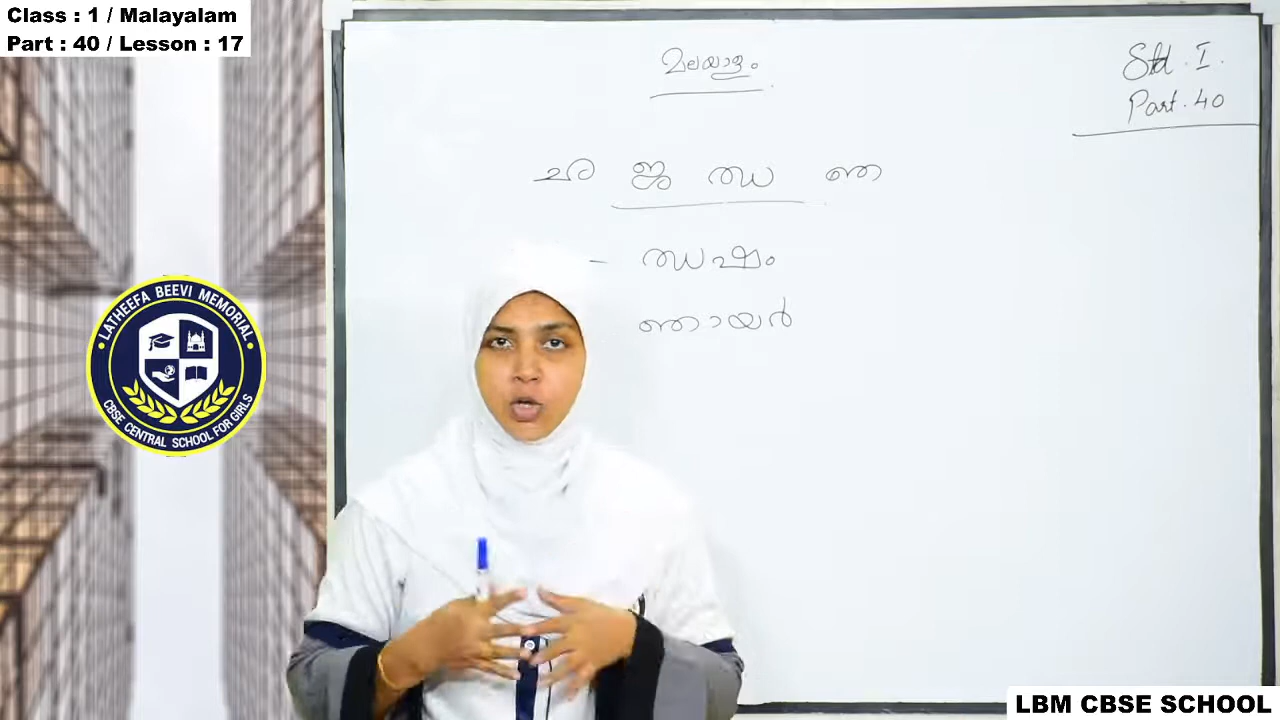 Class : 1 / Malayalam
Part : 40 / Lesson : 17
മലയാളം
Std. I.
Part. 40
ഛ ജ ഝ ഞ
- ഝഷം
ഞായർ
LATHEEFA BEEVI MEMORIAL
CBSE CENTRAL SCHOOL FOR GIRLS
LBM CBSE SCHOOL